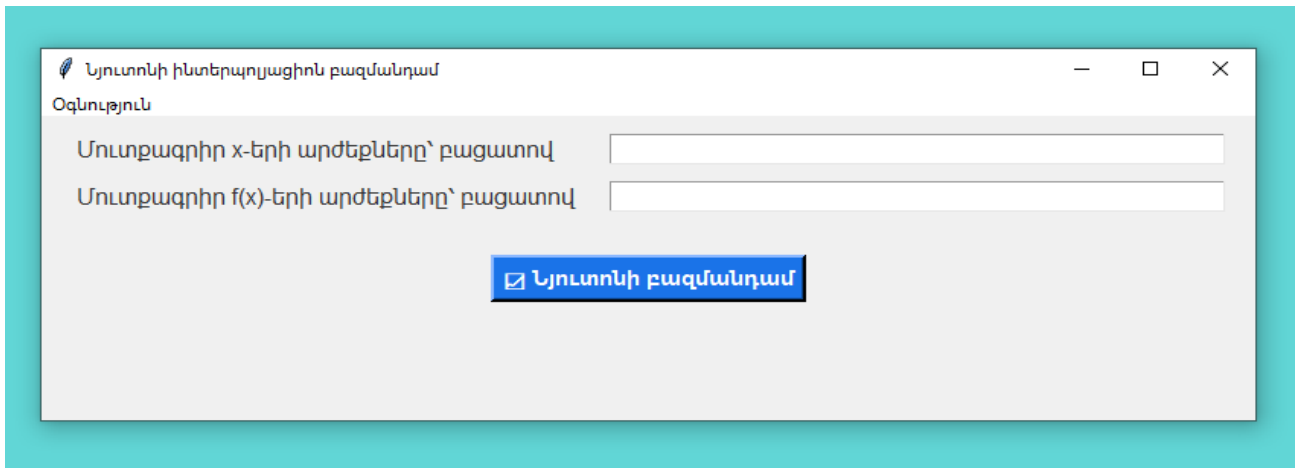 Նյուտոնի ինտերպոլյացիոն բազմանդամ
Օգնություն
Մուտքագրիր x-երի արժեքները՝ բացատով
Մուտքագրիր f(x)-երի արժեքները՝ բացատով
☑ Նյուտոնի բազմանդամ